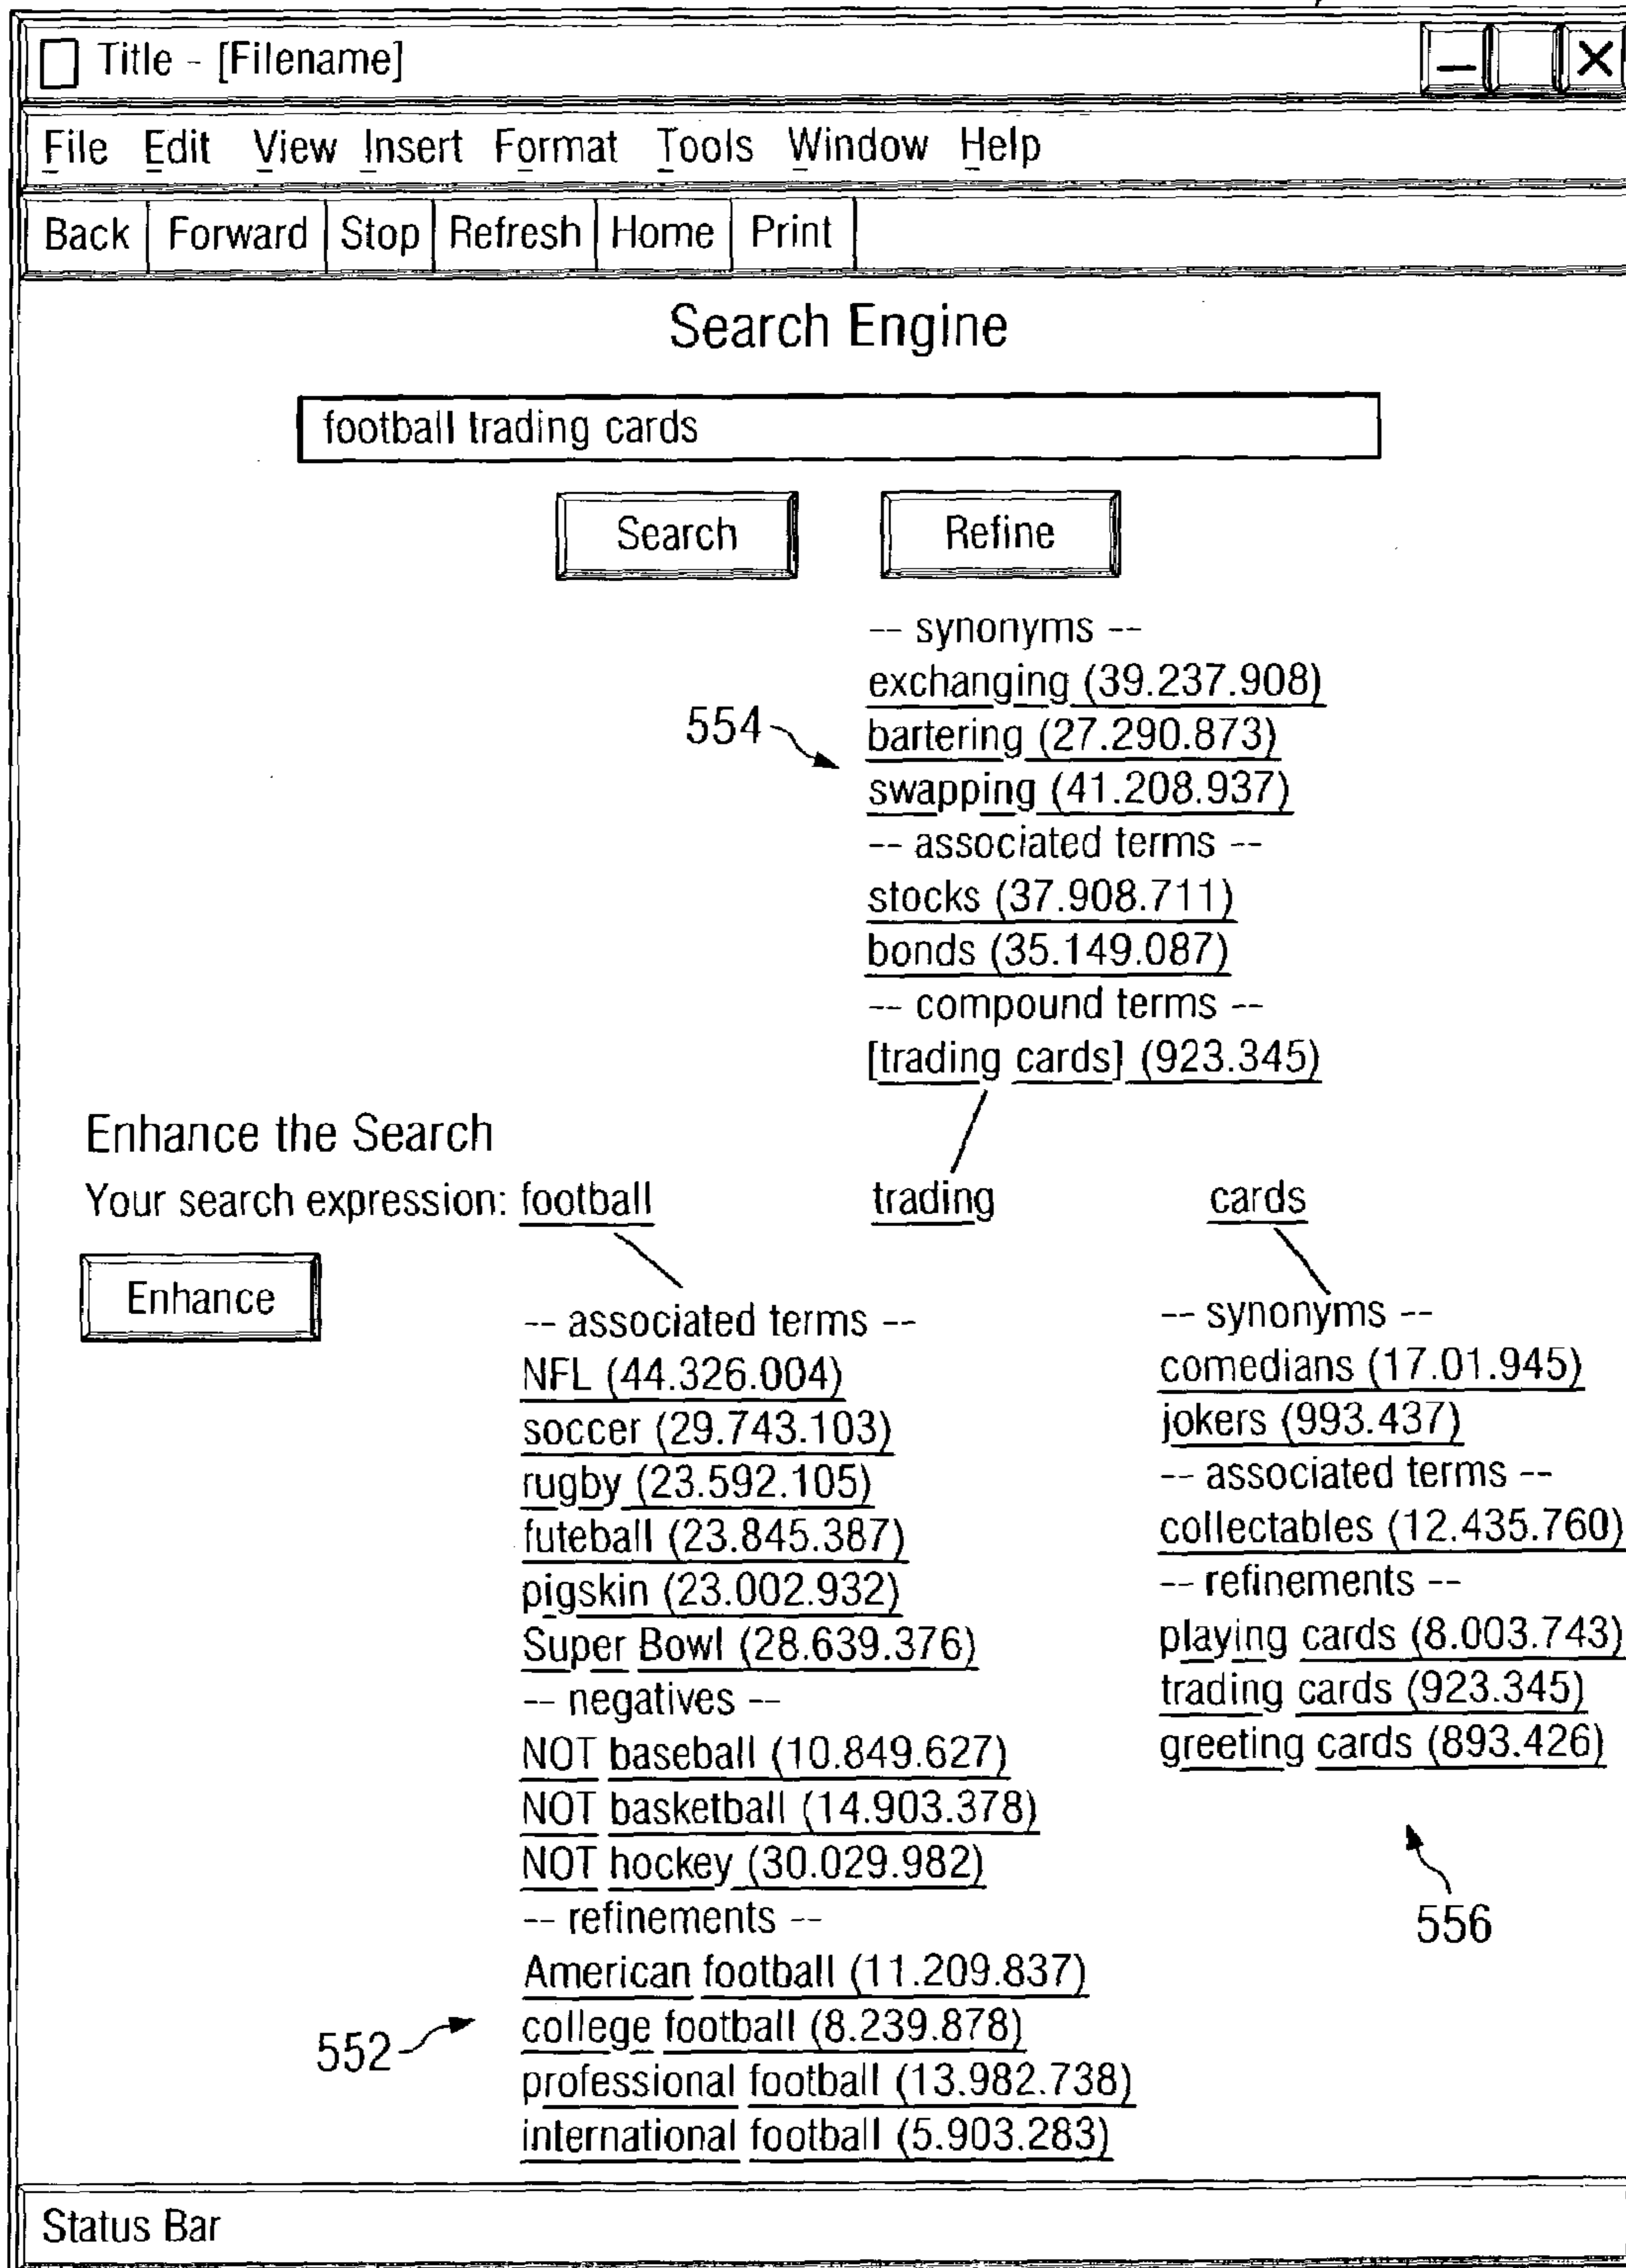 Title - [Filename]
File Edit View Insert Format Tools Window Help
Back Forward Stop Refresh Home Print
Search Engine
football trading cards
Search Refine
-- synonyms --
exchanging (39.237.908)
554
bartering (27.290.873)
swapping (41.208.937)
-- associated terms --
stocks (37.908.711)
bonds (35.149.087)
-- compound terms --
[trading cards] (923.345)
Enhance the Search
Your search expression: football trading cards
Enhance
-- associated terms --
NFL (44.326.004)
soccer (29.743.103)
rugby (23.592.105)
futeball (23.845.387)
pigskin (23.002.932)
Super Bowl (28.639.376)
-- negatives --
NOT baseball (10.849.627)
NOT basketball (14.903.378)
NOT hockey (30.029.982)
-- refinements --
American football (11.209.837)
552
college football (8.239.878)
professional football (13.982.738)
international football (5.903.283)
-- synonyms --
comedians (17.01.945)
jokers (993.437)
-- associated terms --
collectables (12.435.760)
-- refinements --
playing cards (8.003.743)
trading cards (923.345)
greeting cards (893.426)
556
Status Bar